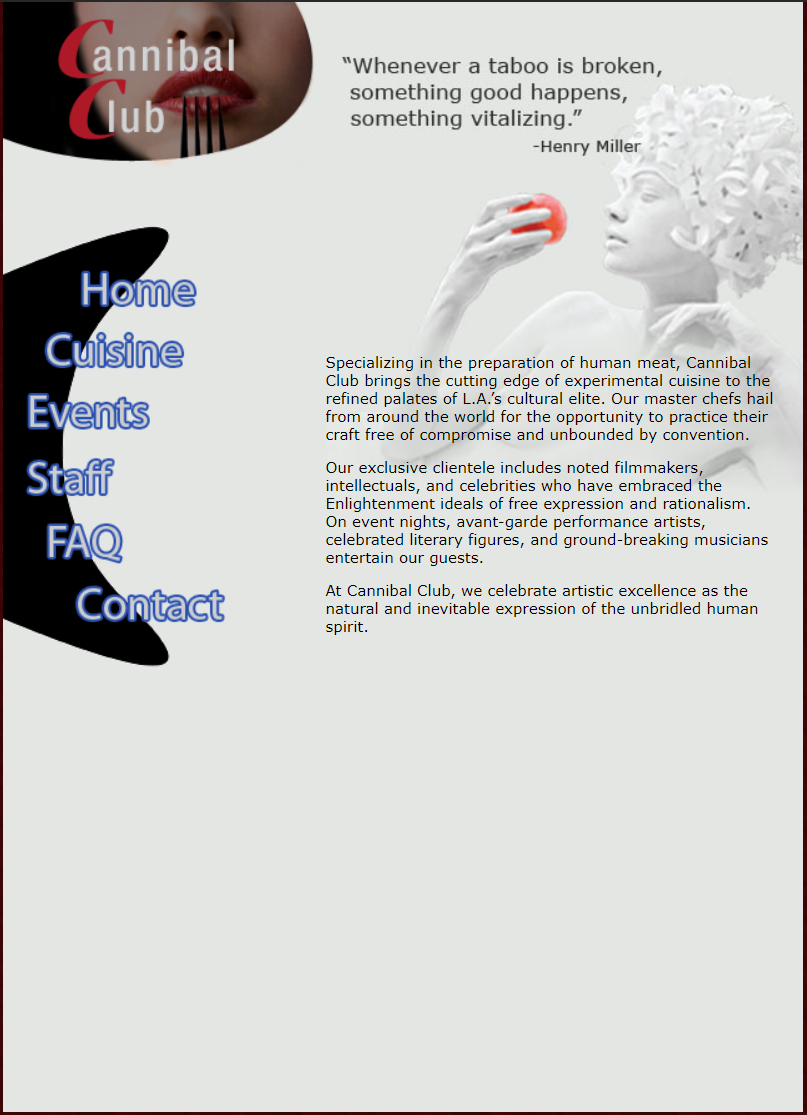 Cannibal
Club
“Whenever a taboo is broken,
something good happens,
something vitalizing.”
-Henry Miller
Home
Cuisine
Events
Staff
FAQ
Contact
Specializing in the preparation of human meat, Cannibal
Club brings the cutting edge of experimental cuisine to the
refined palates of L.A.’s cultural elite. Our master chefs hail
from around the world for the opportunity to practice their
craft free of compromise and unbounded by convention.
Our exclusive clientele includes noted filmmakers,
intellectuals, and celebrities who have embraced the
Enlightenment ideals of free expression and rationalism.
On event nights, avant-garde performance artists,
celebrated literary figures, and ground-breaking musicians
entertain our guests.
At Cannibal Club, we celebrate artistic excellence as the
natural and inevitable expression of the unbridled human
spirit.